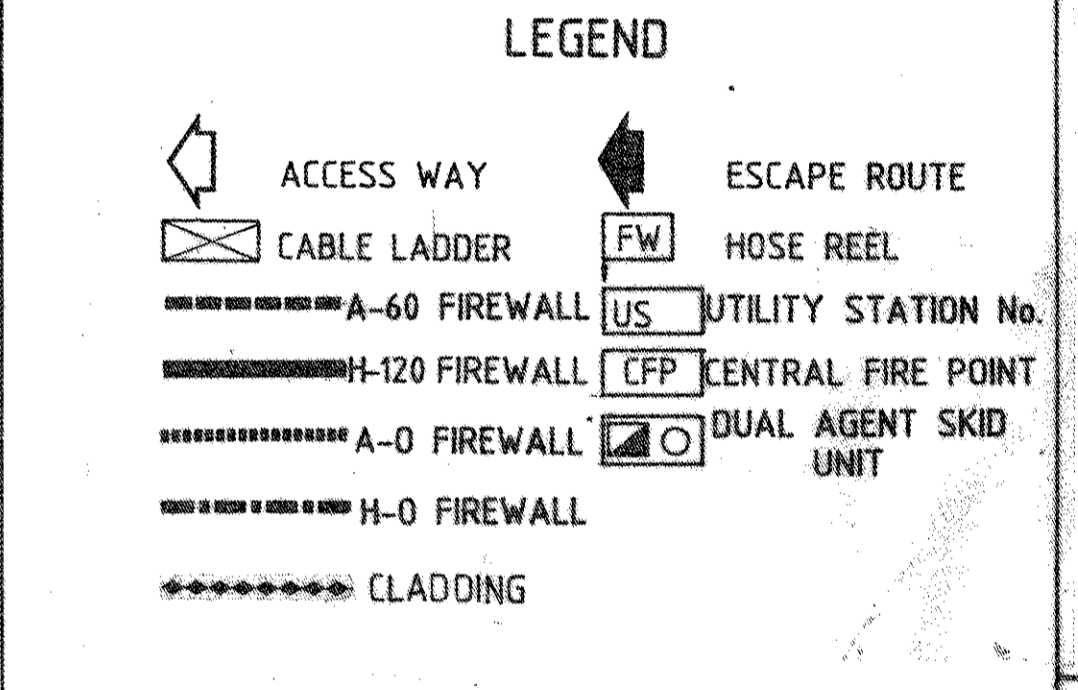 LEGEND
ACCESS WAY
CABLE LADDER
A-60 FIREWALL
H-120 FIREWALL
A-0 FIREWALL
H-0 FIREWALL
CLADDING
ESCAPE ROUTE
FW HOSE REEL
US UTILITY STATION No.
CFP CENTRAL FIRE POINT
DUAL AGENT SKID
UNIT